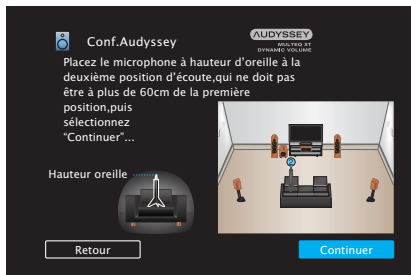 Conf.Audyssey
AUDYSSEY
MULTEQ XT
DYNAMIC VOLUME
Placez le microphone à hauteur d'oreille à la
deuxième position d'écoute,qui ne doit pas
être à plus de 60cm de la première
position,puis
sélectionnez
“Continuer”...
Hauteur oreille
2
Retour
Continuer